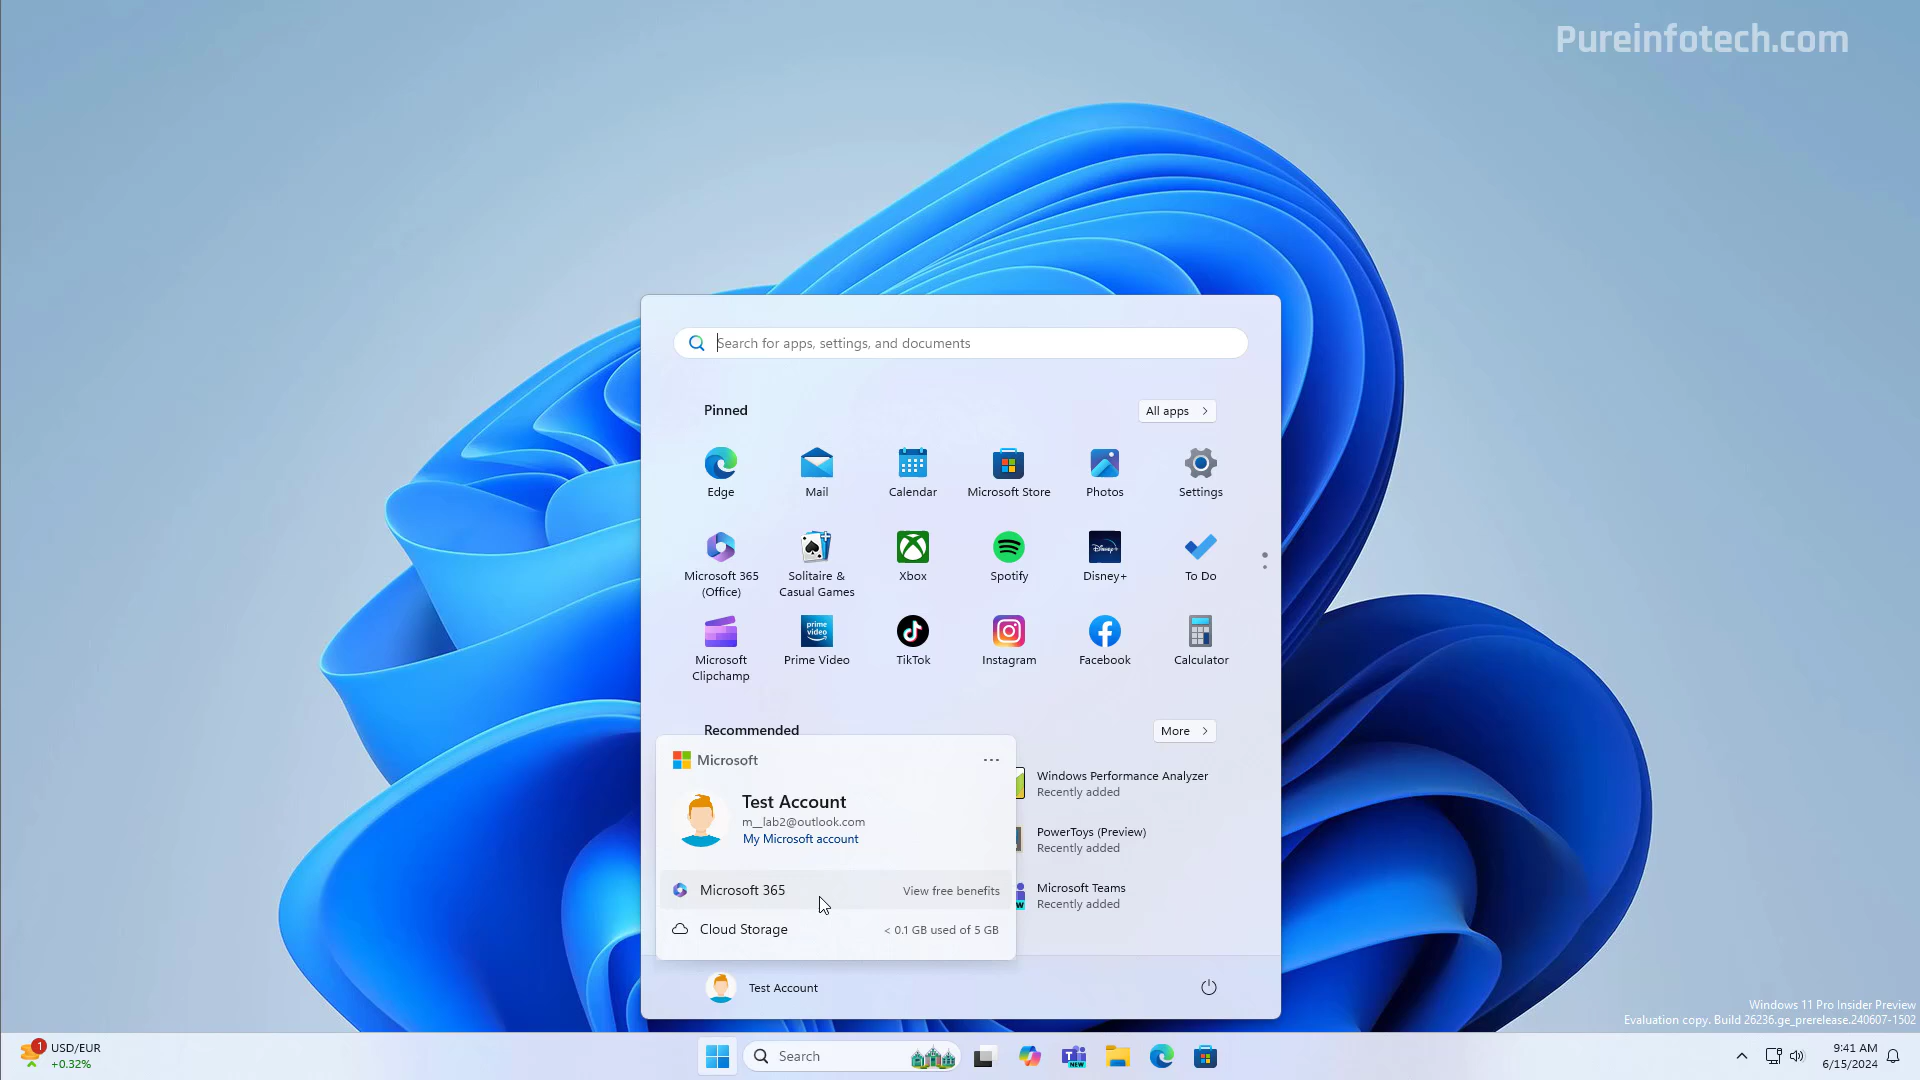 Pureinfotech.com
Search for apps, settings, and documents
Pinned
All apps
Edge
Mail
Calendar
Microsoft Store
Photos
Settings
Microsoft 365
(Office)
Solitaire &
Casual Games
Xbox
Spotify
Disney+
To Do
Microsoft
Clipchamp
Prime Video
TikTok
Instagram
Facebook
Calculator
Recommended
More
Microsoft
Test Account
m__lab2@outlook.com
My Microsoft account
Microsoft 365
View free benefits
Cloud Storage
< 0.1 GB used of 5 GB
Windows Performance Analyzer
Recently added
PowerToys (Preview)
Recently added
Microsoft Teams
Recently added
Test Account
Windows 11 Pro Insider Preview
Evaluation copy. Build 26236.ge_prerelease.240607-1502
1
USD/EUR
+0.32%
Search
NEW
9:41 AM
6/15/2024